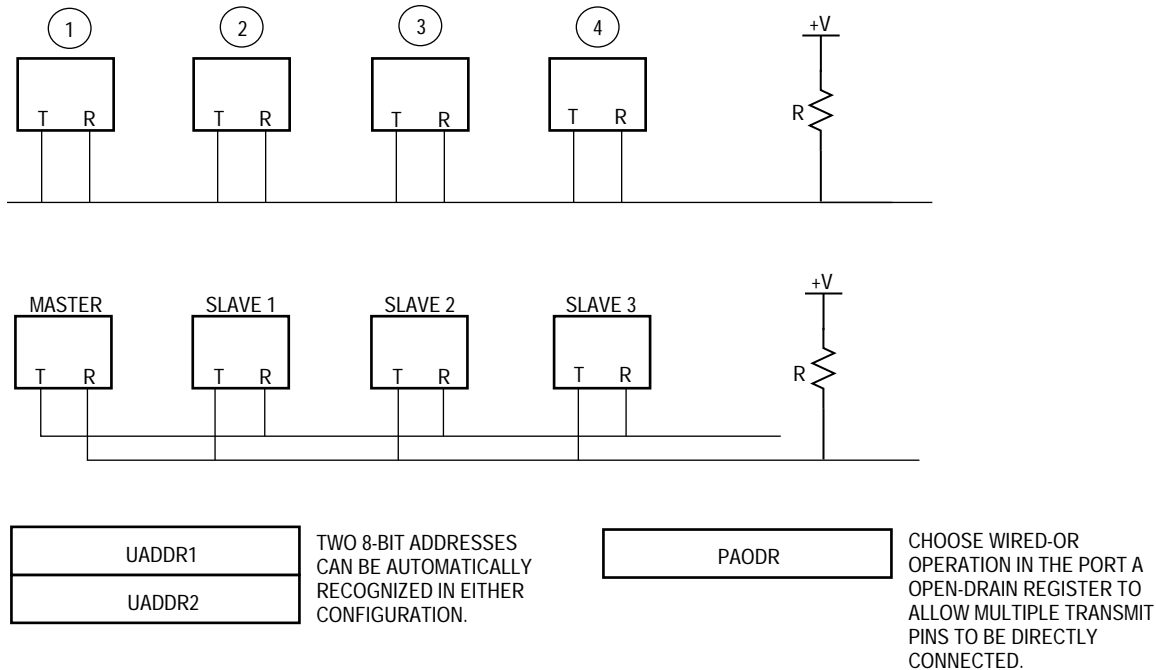 1 2 3 4 +V
T R T R T R T R R
MASTER SLAVE 1 SLAVE 2 SLAVE 3 +V
T R T R T R T R R
UADDR1
UADDR2
TWO 8-BIT ADDRESSES
CAN BE AUTOMATICALLY
RECOGNIZED IN EITHER
CONFIGURATION.
PAODR
CHOOSE WIRED-OR
OPERATION IN THE PORT A
OPEN-DRAIN REGISTER TO
ALLOW MULTIPLE TRANSMIT
PINS TO BE DIRECTLY
CONNECTED.